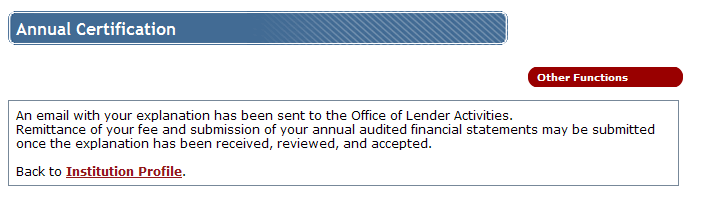 Annual Certification
Other Functions
An email with your explanation has been sent to the Office of Lender Activities.
Remittance of your fee and submission of your annual audited financial statements may be submitted
once the explanation has been received, reviewed, and accepted.
Back to Institution Profile.